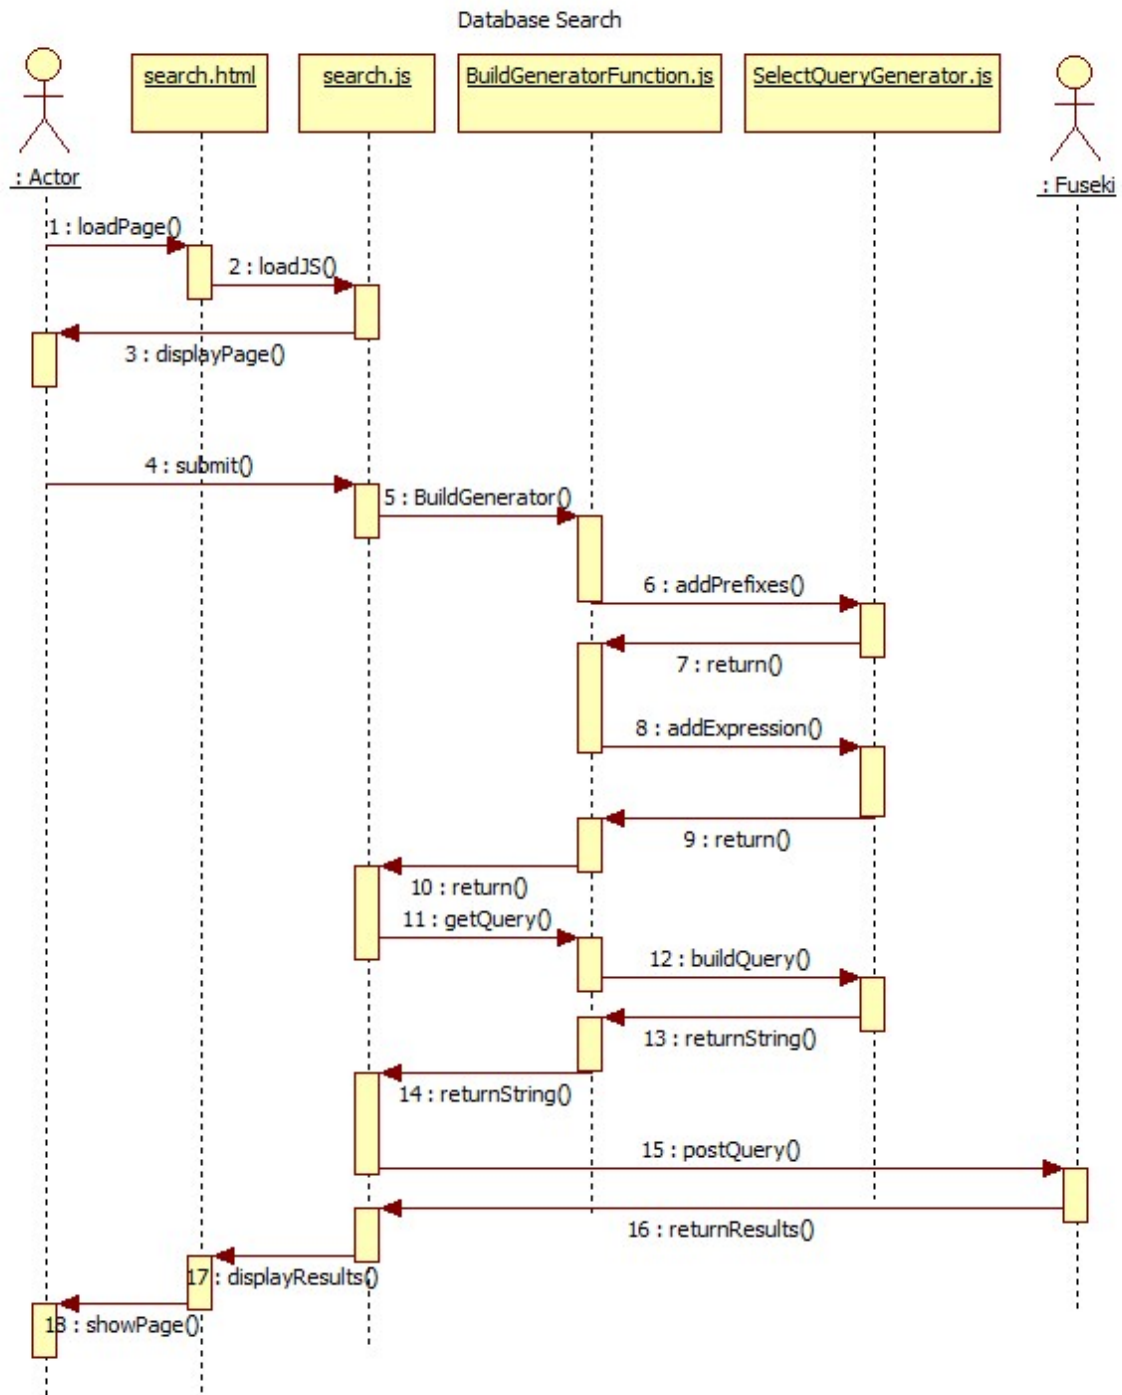 Database Search
search.html
search.js
BuildGeneratorFunction.js
SelectQueryGenerator.js
: Actor
: Fuseki
1 : loadPage()
2 : loadJS()
3 : displayPage()
4 : submit()
5 : BuildGenerator()
6 : addPrefixes()
7 : return()
8 : addExpression()
9 : return()
10 : return()
11 : getQuery()
12 : buildQuery()
13 : returnString()
14 : returnString()
15 : postQuery()
16 : returnResults()
17 : displayResults()
18 : showPage()